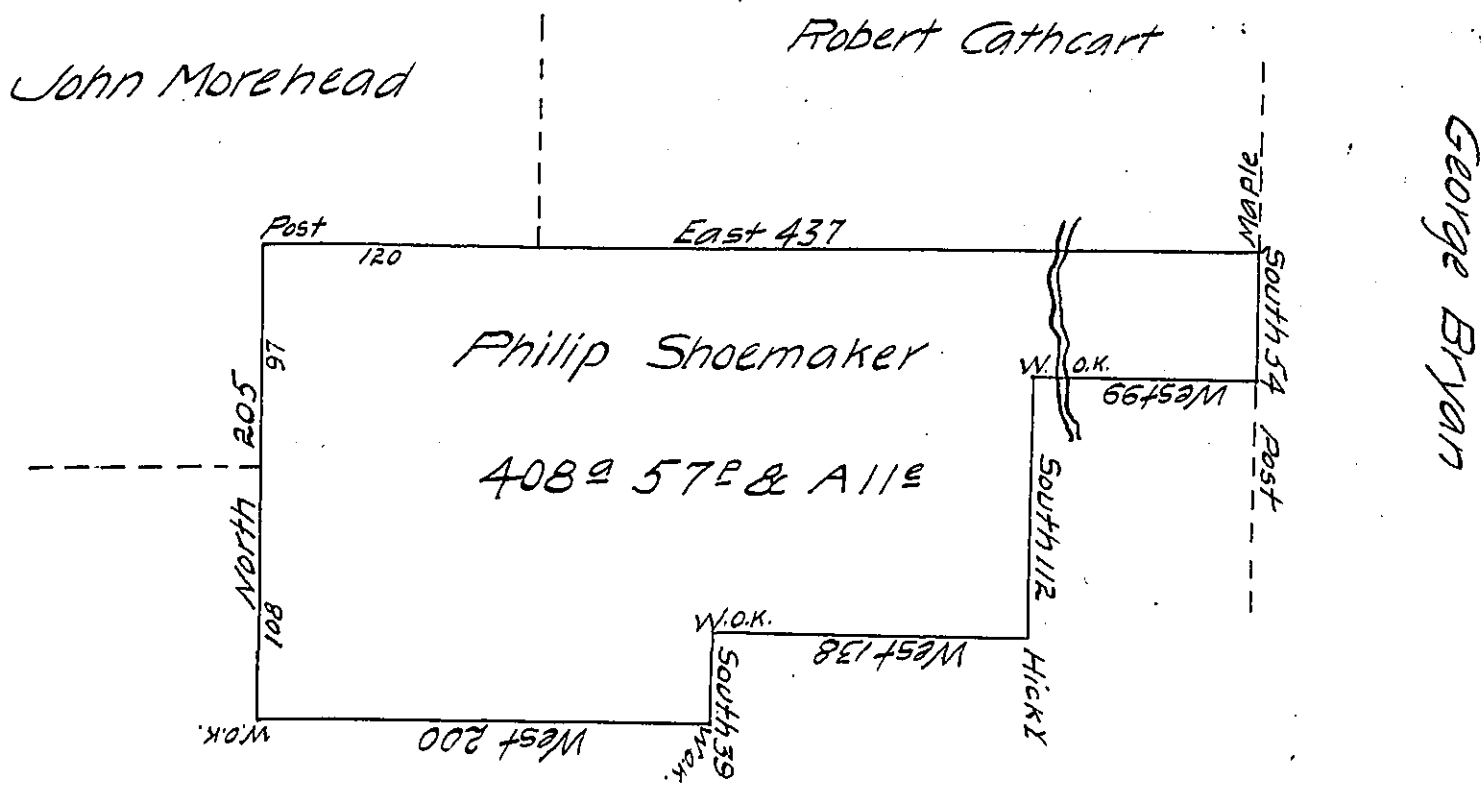 John Morehead
Robert Cathcart
George Bryan
Post
120
East 437
Maple
South 54
Post
West 99
W.O.K.
South 112
Hicky
West 138
W.O.K.
South 39
W.O.K.
West 200
W.O.K.
North 205
97
108
Philip Shoemaker
408a 57p & Alle